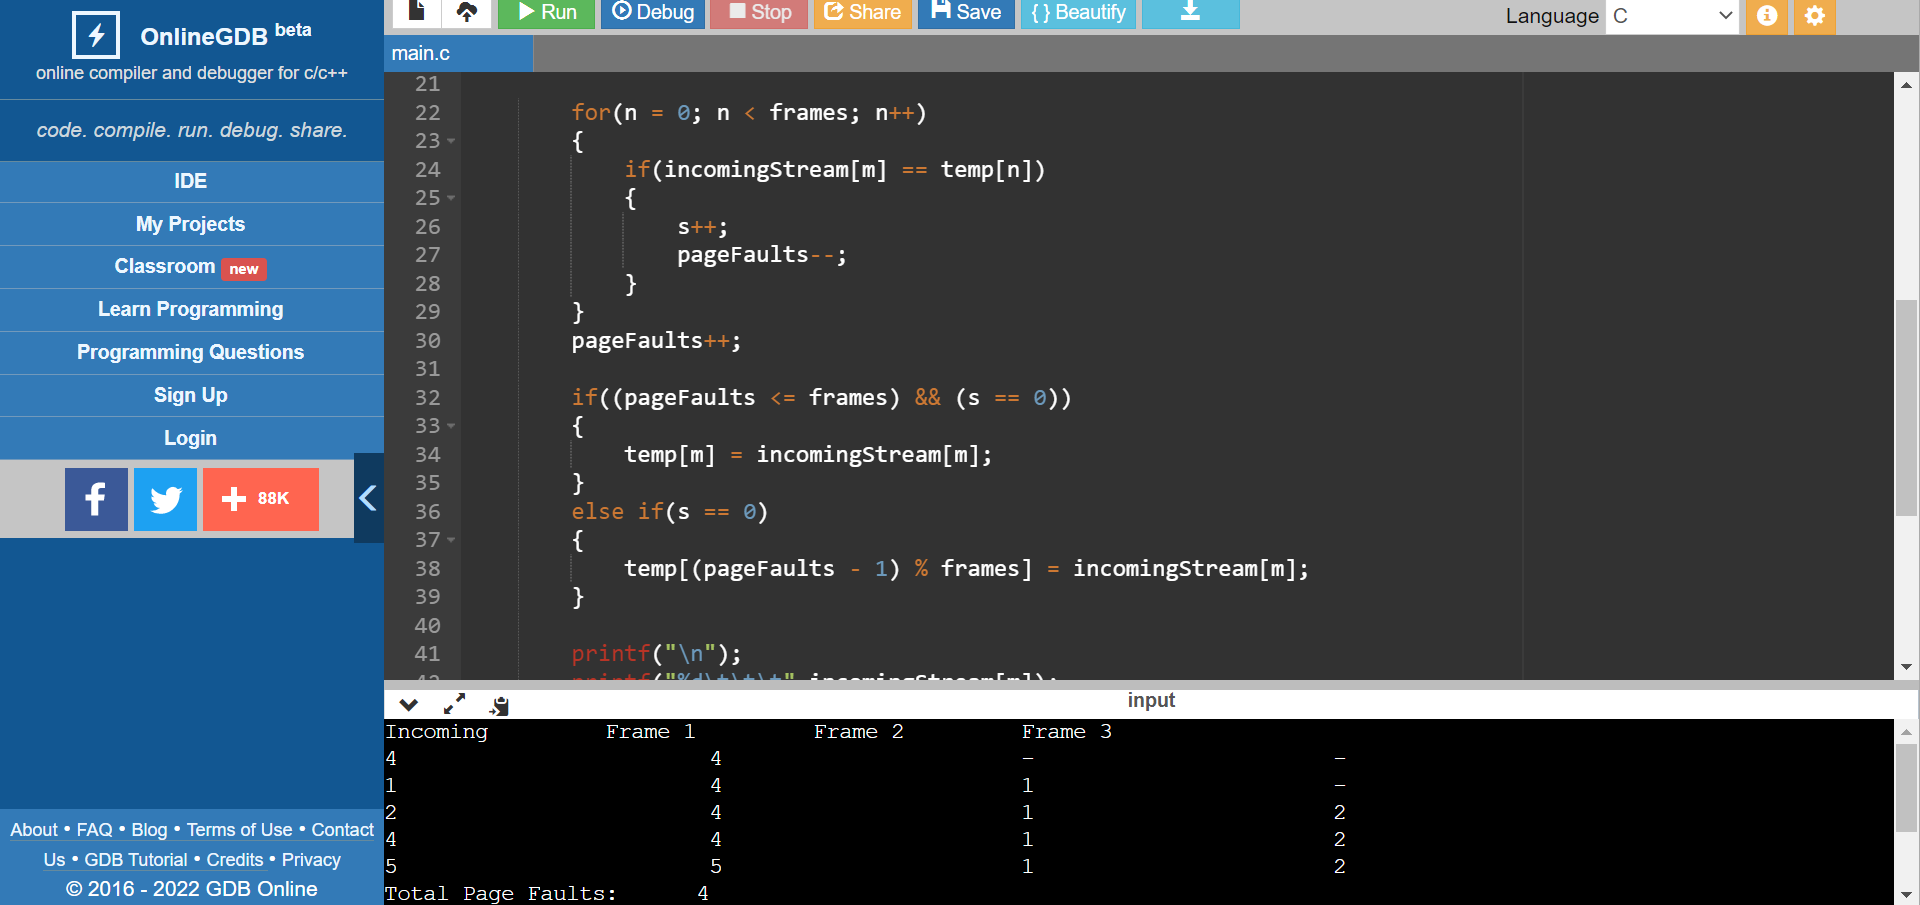 OnlineGDB beta
online compiler and debugger for c/c++
code. compile. run. debug. share.
IDE
My Projects
Classroom new
Learn Programming
Programming Questions
Sign Up
Login
88K
About • FAQ • Blog • Terms of Use • Contact
Us • GDB Tutorial • Credits • Privacy
© 2016 - 2022 GDB Online
Run Debug Stop Share Save { } Beautify Language C
main.c
21
22 for(n = 0; n < frames; n++)
23 {
24 if(incomingStream[m] == temp[n])
25 {
26 s++;
27 pageFaults--;
28 }
29 }
30 pageFaults++;
31
32 if((pageFaults <= frames) && (s == 0))
33 {
34 temp[m] = incomingStream[m];
35 }
36 else if(s == 0)
37 {
38 temp[(pageFaults - 1) % frames] = incomingStream[m];
39 }
40
41 printf("\n");
42 printf("%d\t\t\t",incomingStream[m]);
input
Incoming Frame 1 Frame 2 Frame 3
4 4 - -
1 4 1 -
2 4 1 2
4 4 1 2
5 5 1 2
Total Page Faults: 4